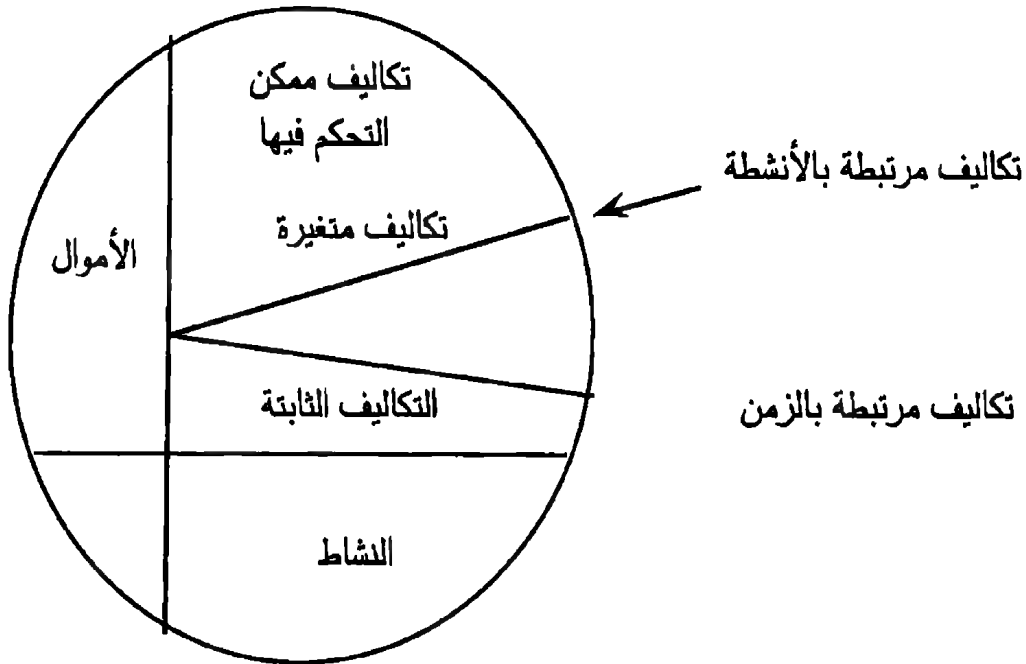 تكاليف ممكن
التحكم فيها
تكاليف مرتبطة بالأنشطة
تكاليف متغيرة
الأموال
التكاليف الثابتة
تكاليف مرتبطة بالزمن
النشاط